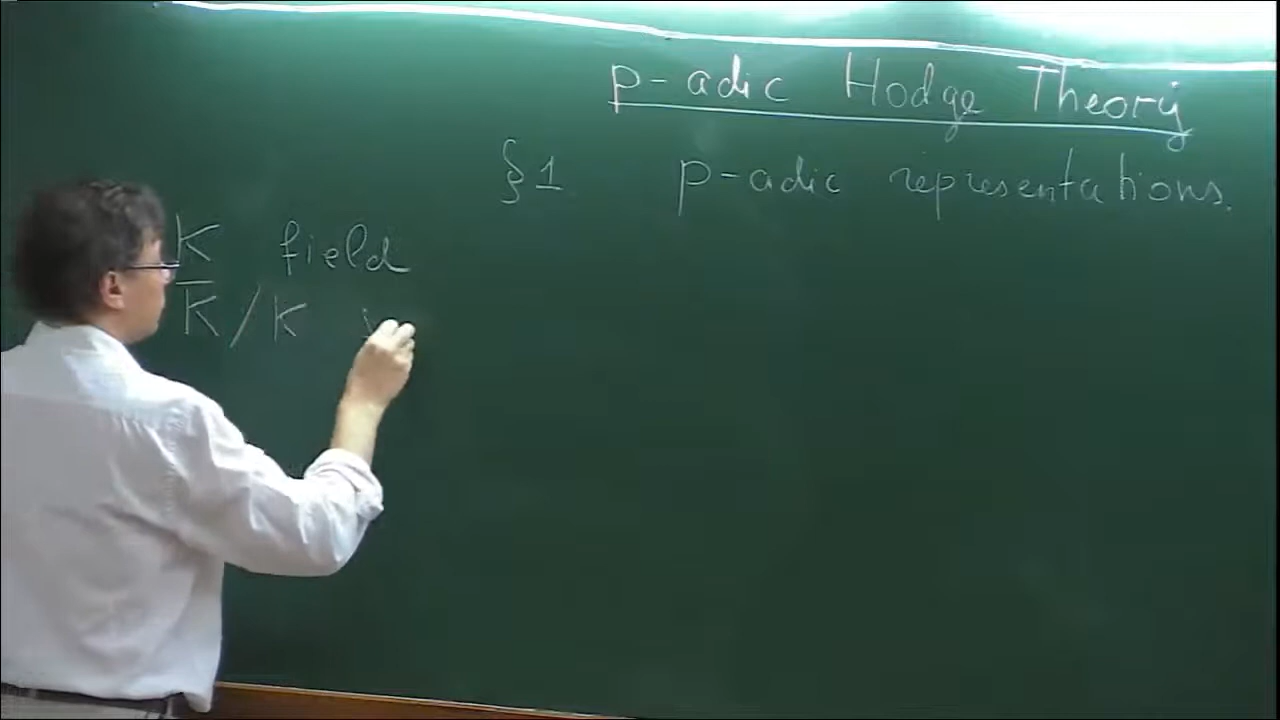 p-adic Hodge Theory
§1 p-adic representations.
K field
K̅/K